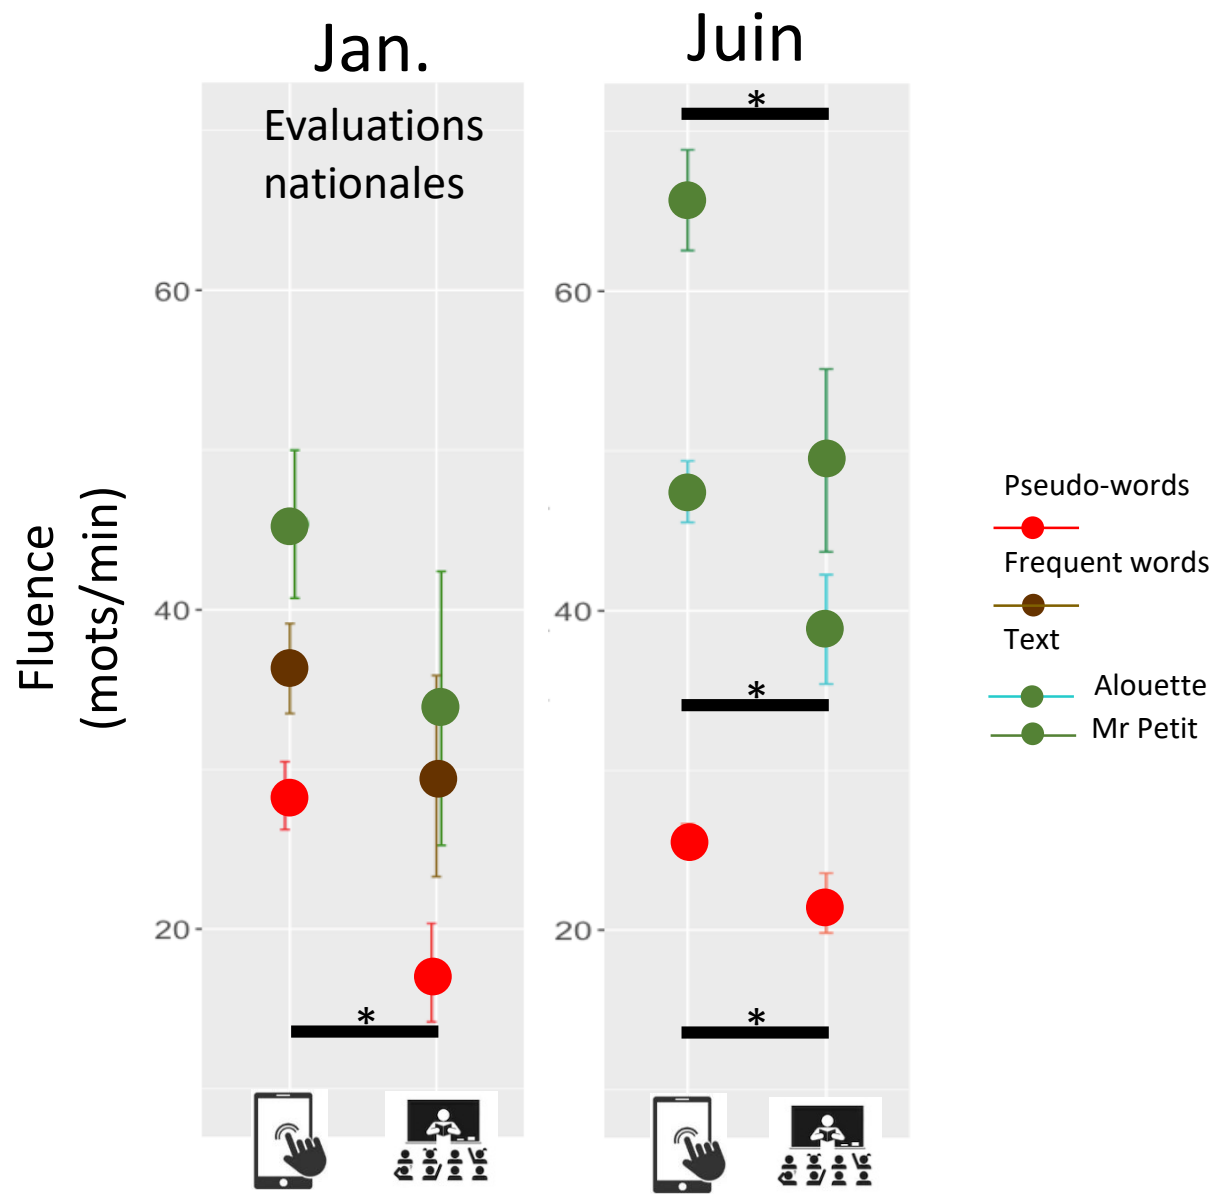 Jan.
Juin
Evaluations
nationales
*
60
60
40
40
*
20
20
*
*
Fluence
(mots/min)
Pseudo-words
Frequent words
Text
Alouette
Mr Petit